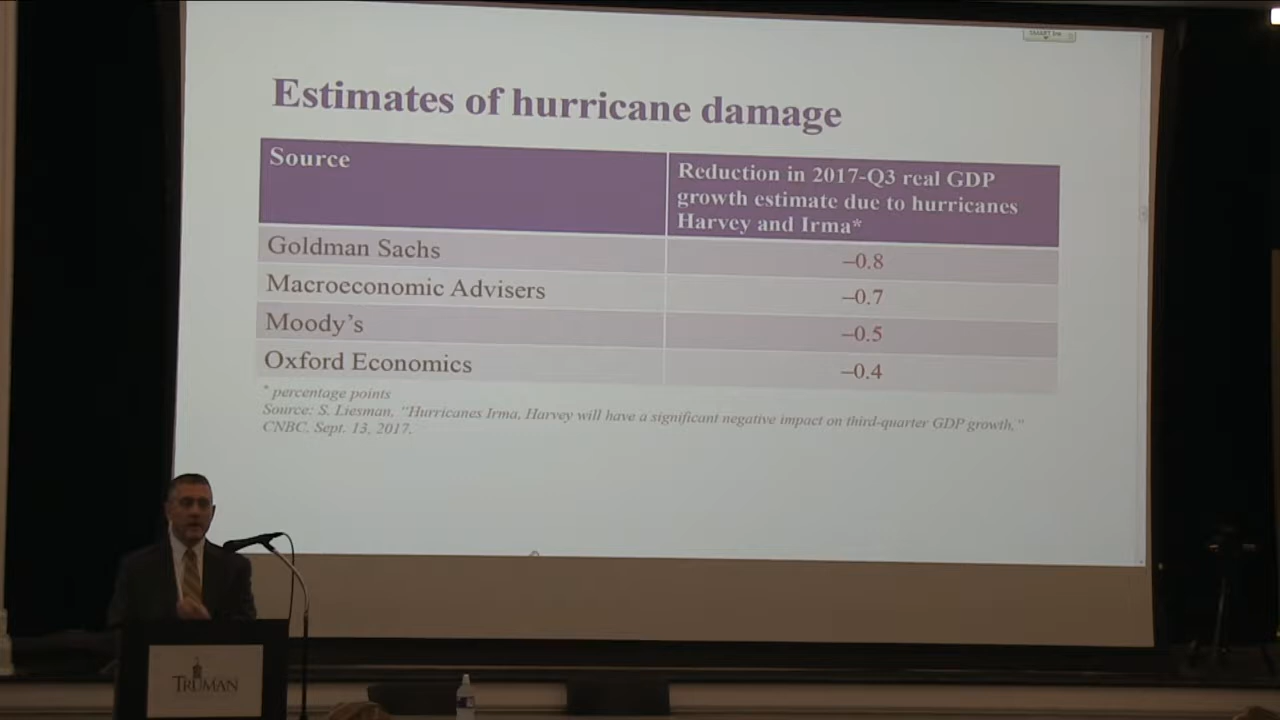 Estimates of hurricane damage
Source
Reduction in 2017-Q3 real GDP
growth estimate due to hurricanes
Harvey and Irma*
Goldman Sachs
–0.8
Macroeconomic Advisers
–0.7
Moody’s
–0.5
Oxford Economics
–0.4
* percentage points
Source: S. Liesman, “Hurricanes Irma, Harvey will have a significant negative impact on third-quarter GDP growth,”
CNBC, Sept. 13, 2017.
TRUMAN